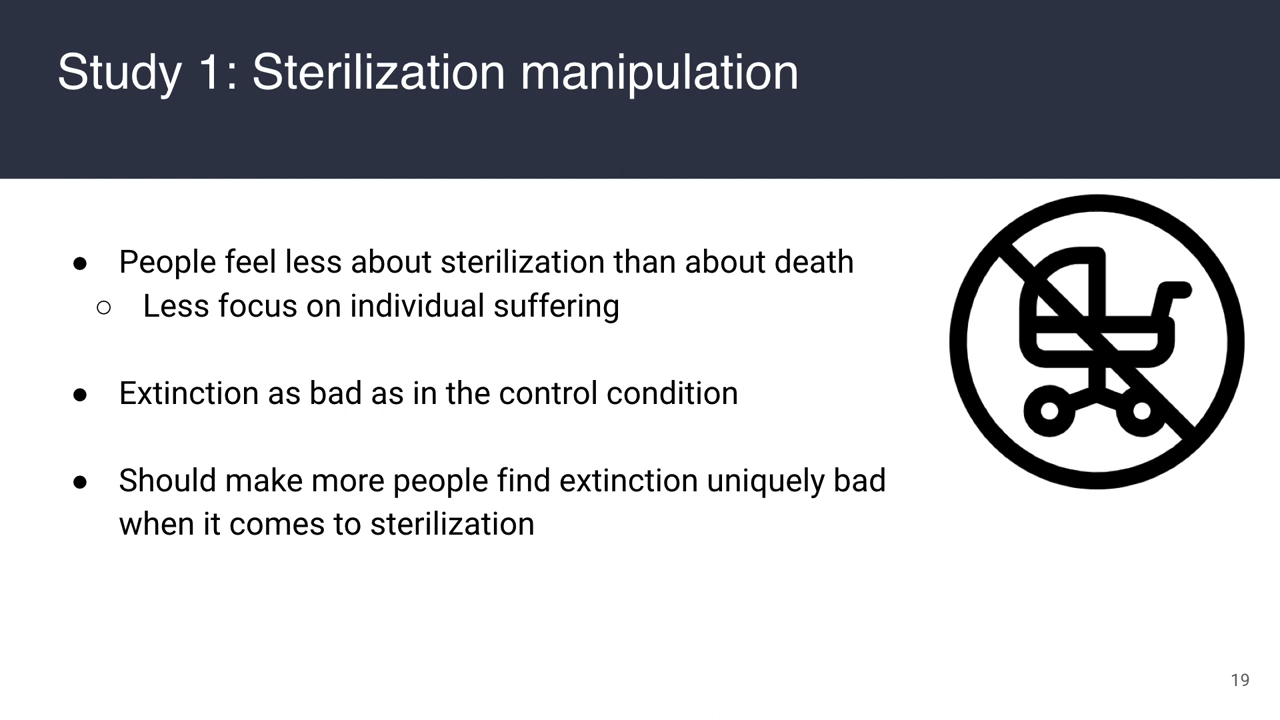 Study 1: Sterilization manipulation
● People feel less about sterilization than about death
○ Less focus on individual suffering
● Extinction as bad as in the control condition
● Should make more people find extinction uniquely bad
when it comes to sterilization
19